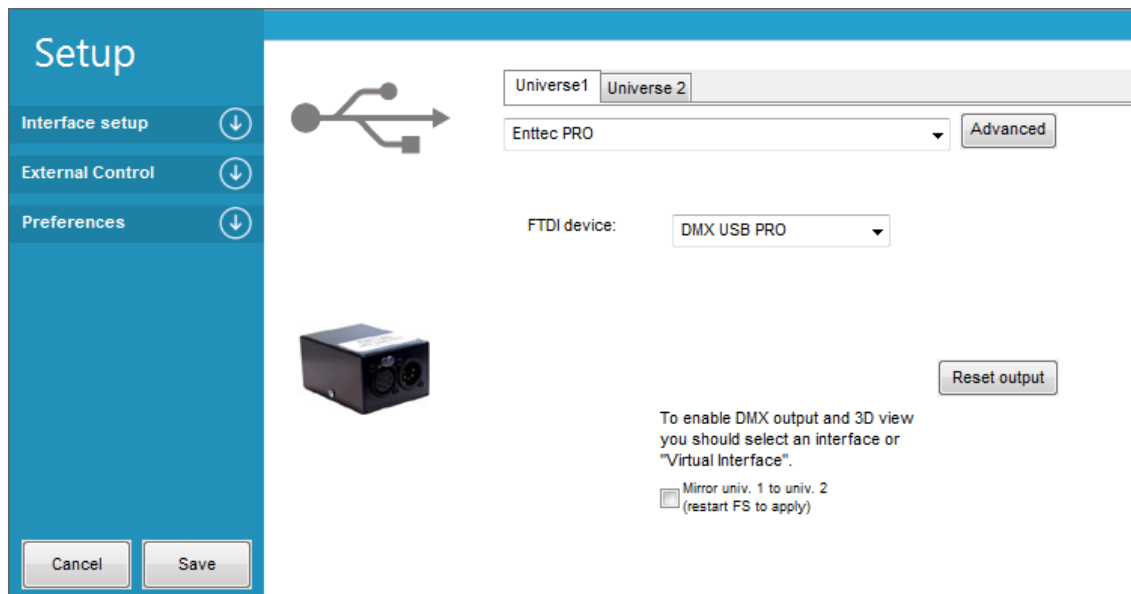 Setup
Interface setup
External Control
Preferences
Cancel
Save
Universe1
Universe 2
Enttec PRO
Advanced
FTDI device:
DMX USB PRO
Reset output
To enable DMX output and 3D view
you should select an interface or
"Virtual Interface".
Mirror univ. 1 to univ. 2
(restart FS to apply)